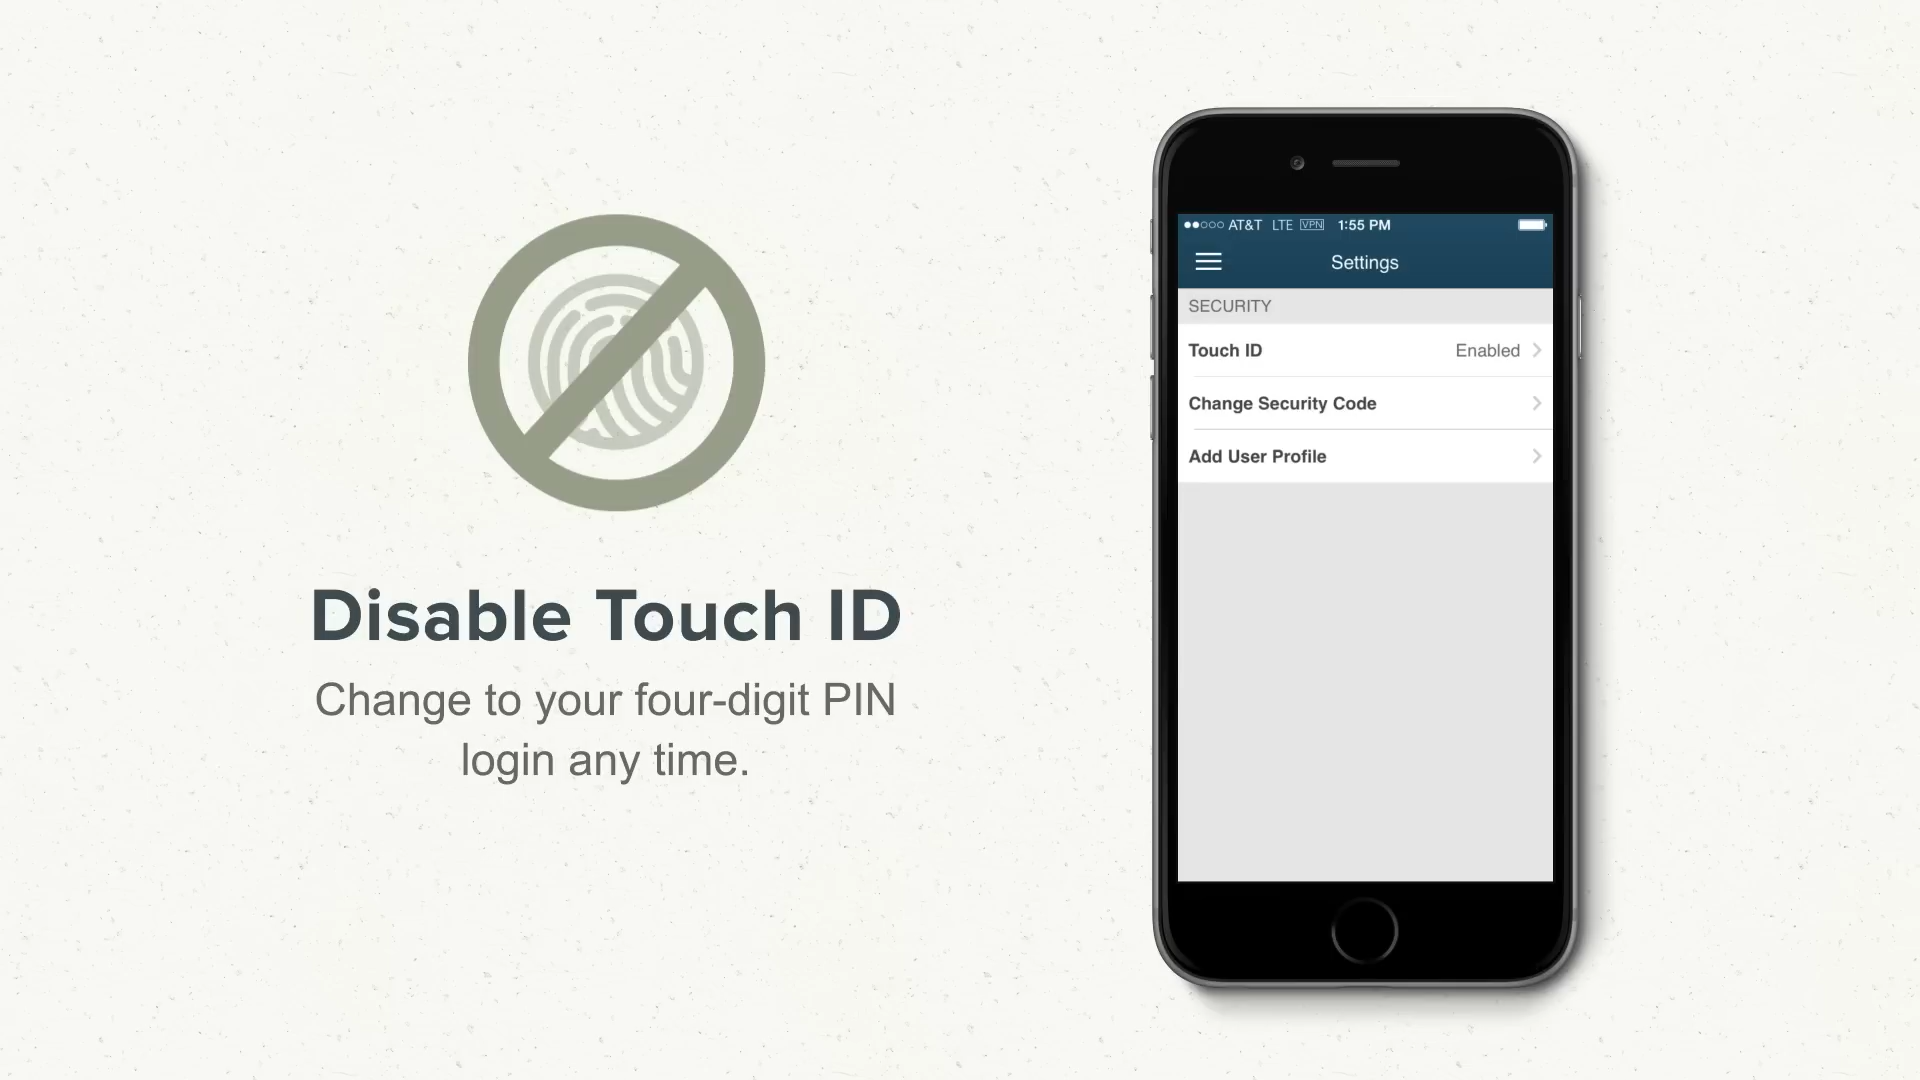 Disable Touch ID
Change to your four-digit PIN
login any time.
AT&T LTE VPN 1:55 PM
Settings
SECURITY
Touch ID Enabled
Change Security Code
Add User Profile